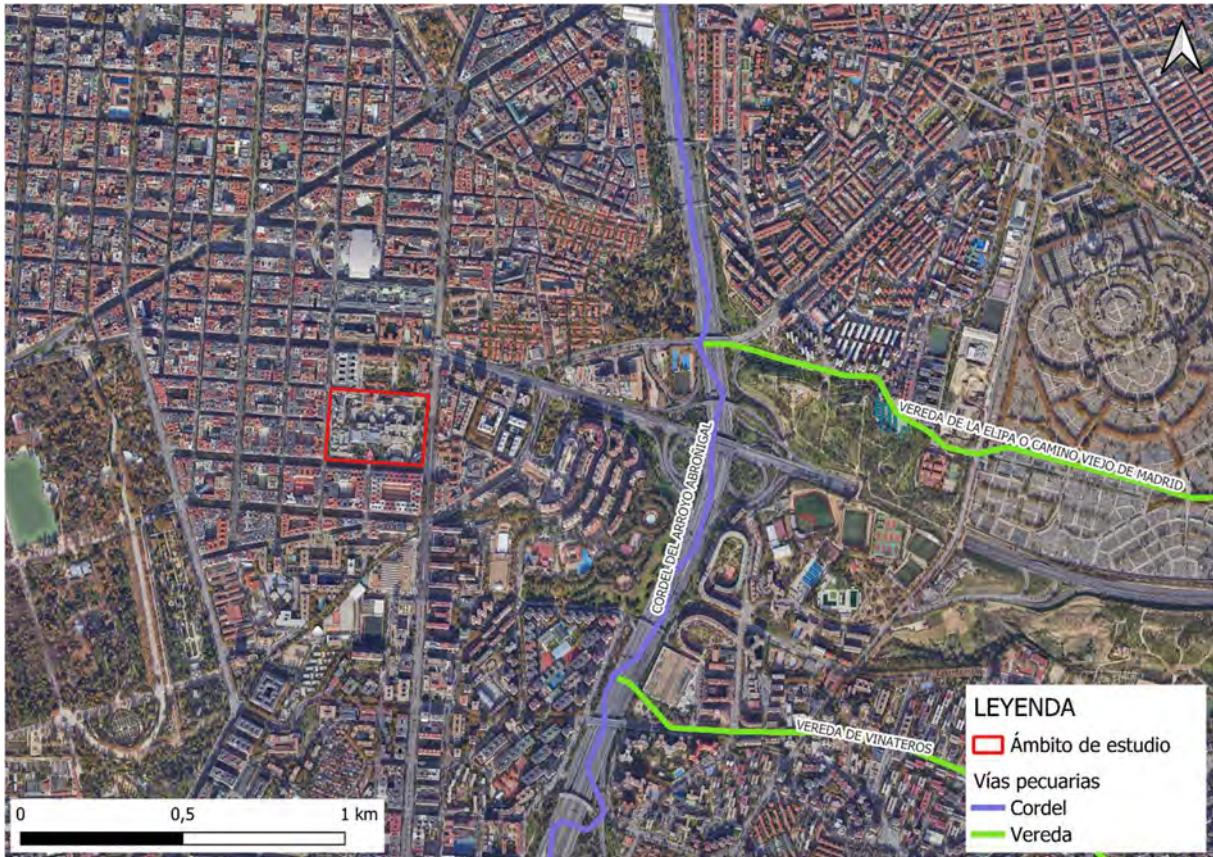 VEREDA DE LA ELIPA O CAMINO VIEJO DE MADRID
CORDEL DEL ARROYO ABROÑIGAL
VEREDA DE VINATEROS
LEYENDA
Ámbito de estudio
Vías pecuarias
Cordel
Vereda
0 0,5 1 km